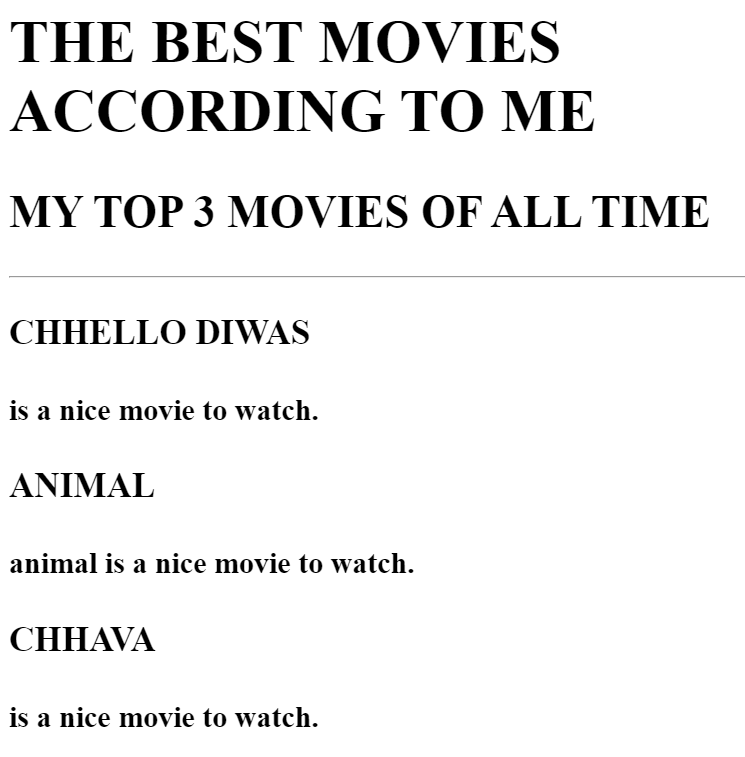 THE BEST MOVIES
ACCORDING TO ME
MY TOP 3 MOVIES OF ALL TIME
CHHELLO DIWAS
is a nice movie to watch.
ANIMAL
animal is a nice movie to watch.
CHHAVA
is a nice movie to watch.